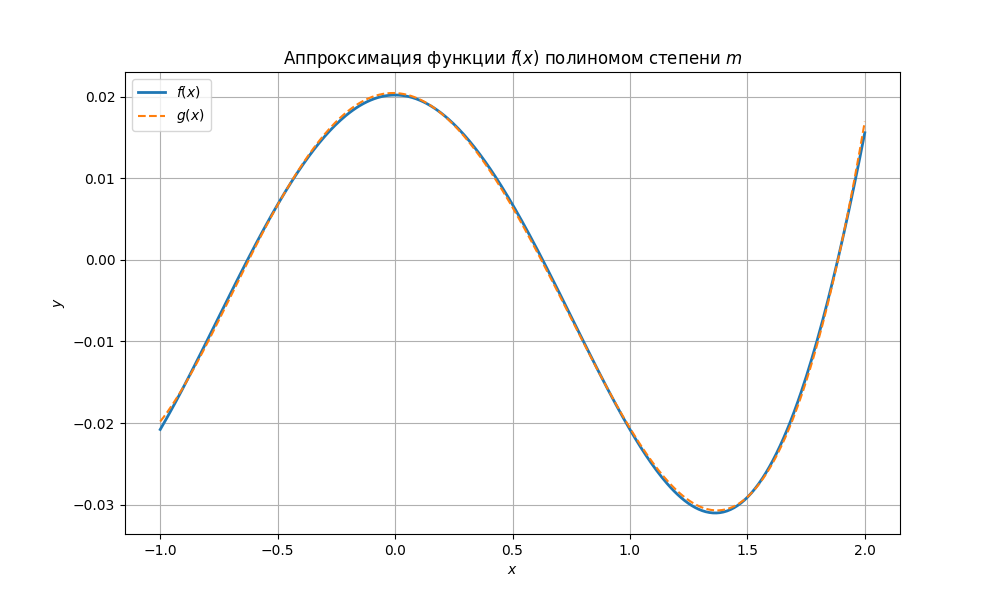 Аппроксимация функции f(x) полиномом степени m
f(x)
g(x)
0.02
0.01
0.00
−0.01
−0.02
−0.03
y
−1.0 −0.5 0.0 0.5 1.0 1.5 2.0
x